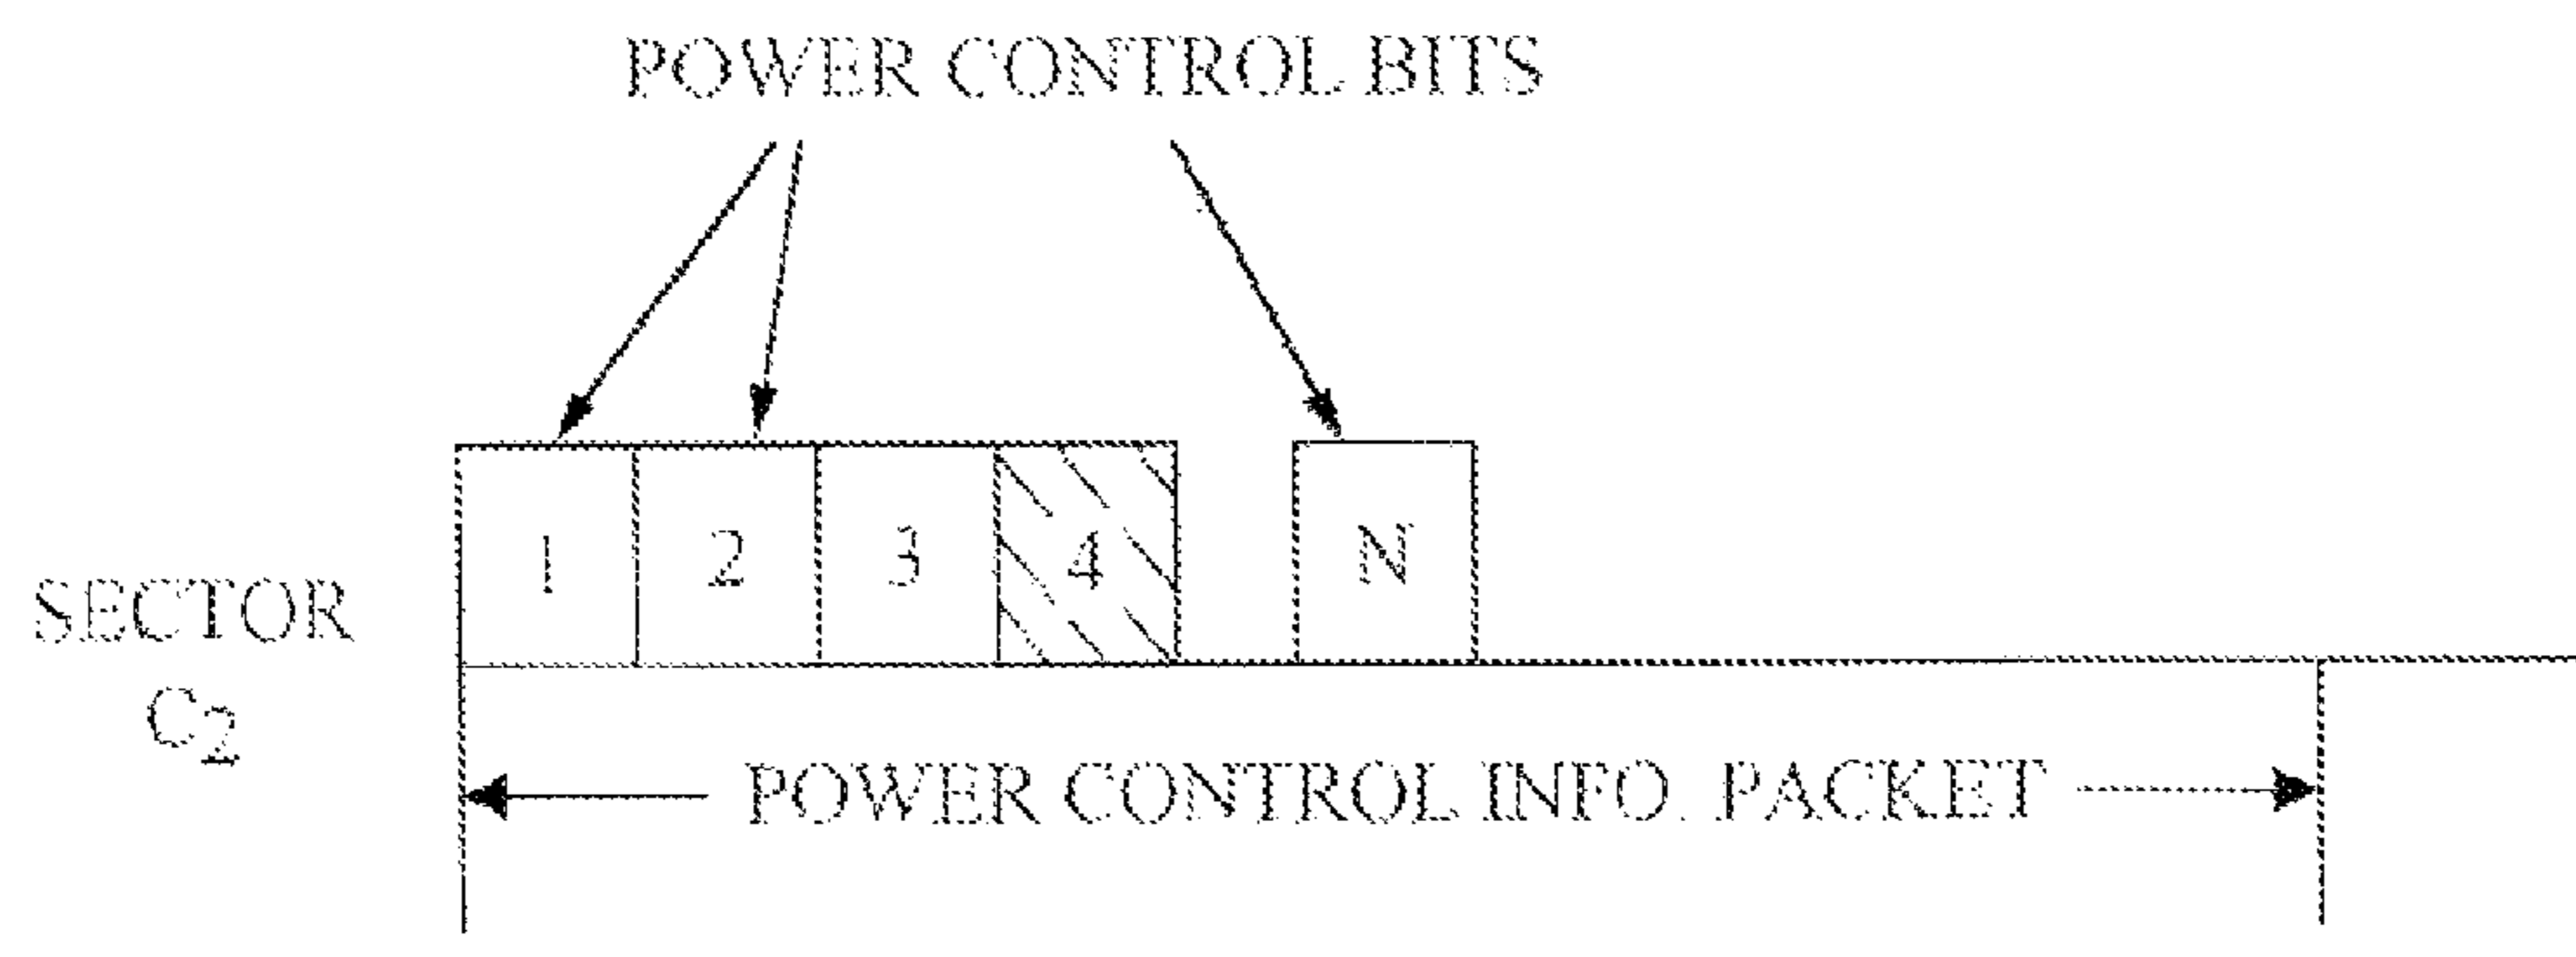 POWER CONTROL BITS
1 2 3 4 N
SECTOR
C2
POWER CONTROL INFO. PACKET